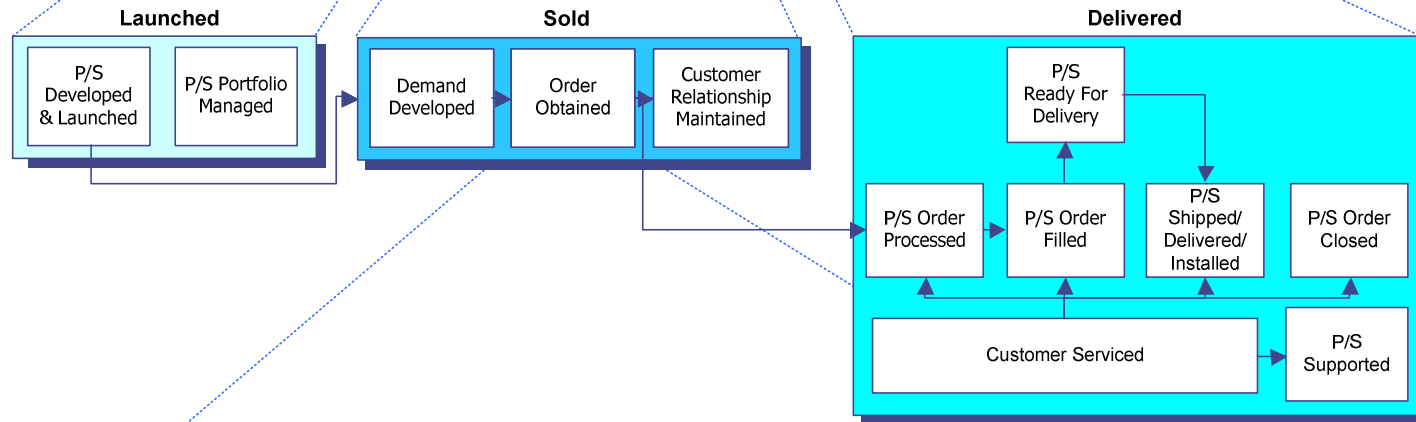 Launched
P/S
Developed
& Launched
P/S Portfolio
Managed
Sold
Demand
Developed
Order
Obtained
Customer
Relationship
Maintained
Delivered
P/S
Ready For
Delivery
P/S Order
Processed
P/S Order
Filled
P/S
Shipped/
Delivered/
Installed
P/S Order
Closed
Customer Serviced
P/S
Supported